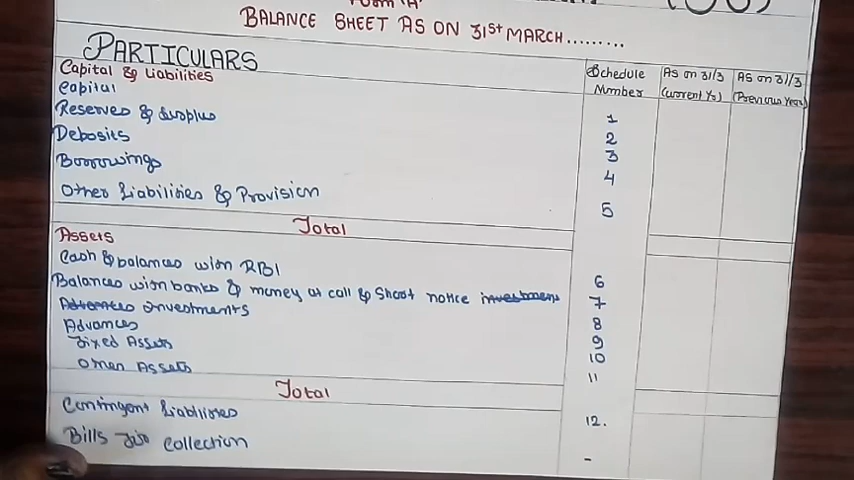 FORM 'A'
BALANCE SHEET AS ON 31st MARCH.........
PARTICULARS
Schedule Number
As on 31/3 (Current Yr)
As on 31/3 (Previous Year)
Capital & Liabilities
Capital 1
Reserves & Surplus 2
Deposits 3
Borrowings 4
Other Liabilities & Provision 5
Total
Assets
Cash & balances with RBI 6
Balances with banks & money at call & Short notice investment 7
Advances investments 8
Advances 9
Fixed Assets 10
Other Assets 11
Total
Contingent Liabilities 12.
Bills for collection -